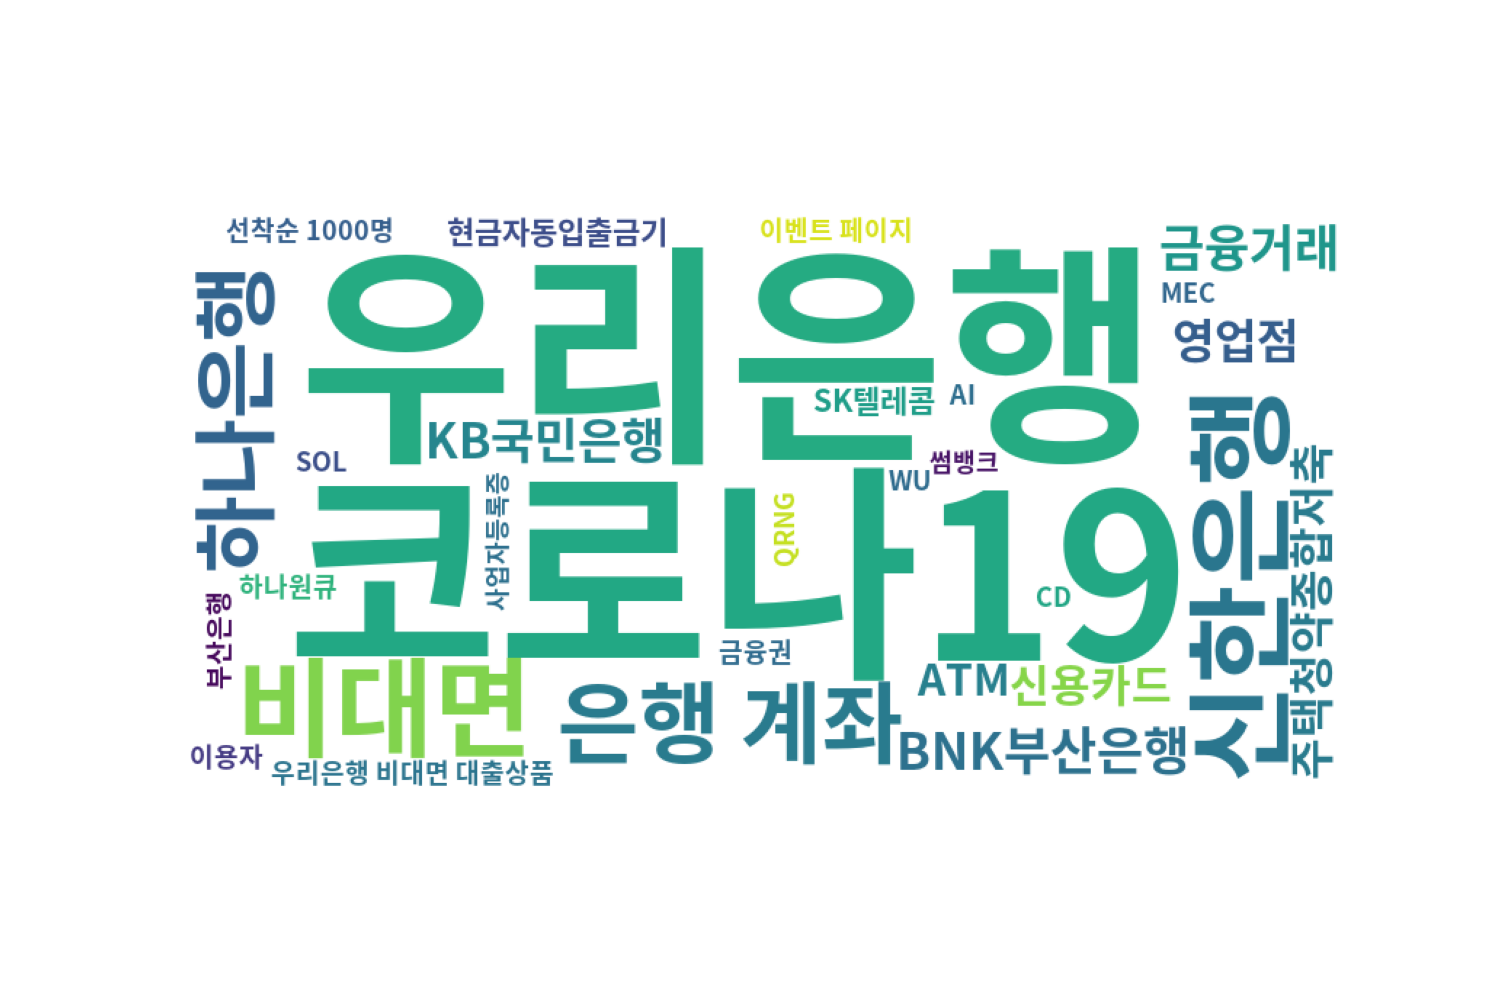 선착순 1000명
현금자동입출금기
이벤트 페이지
금융거래
우리은행
MEC
영업점
하나은행
SK텔레콤
AI
KB국민은행
SOL
썸뱅크
WU
신한은행
주택청약종합저축
코로나19
사업자등록증
QRNG
하나원큐
CD
부산은행
금융권
비대면
은행 계좌
ATM
신용카드
BNK부산은행
이용자
우리은행 비대면 대출상품